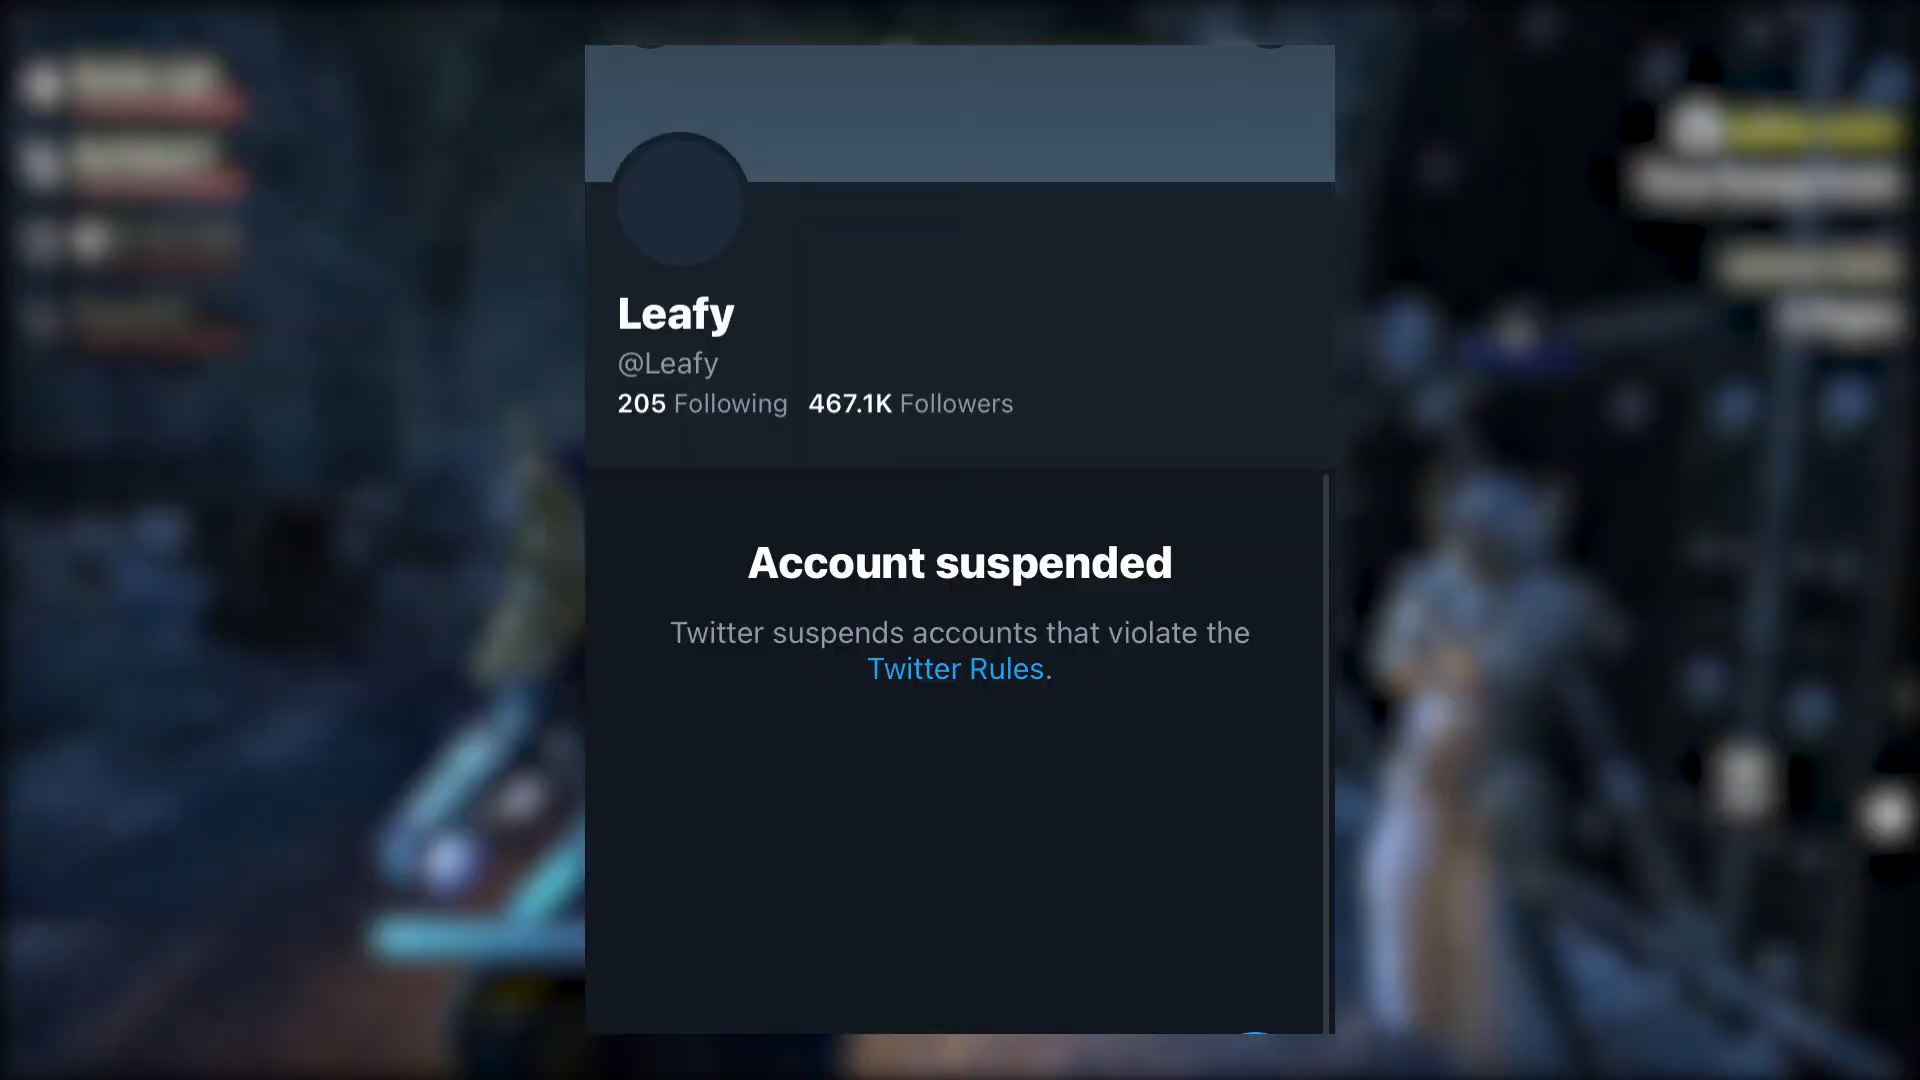 Leafy
@Leafy
205 Following 467.1K Followers
Account suspended
Twitter suspends accounts that violate the
Twitter Rules.